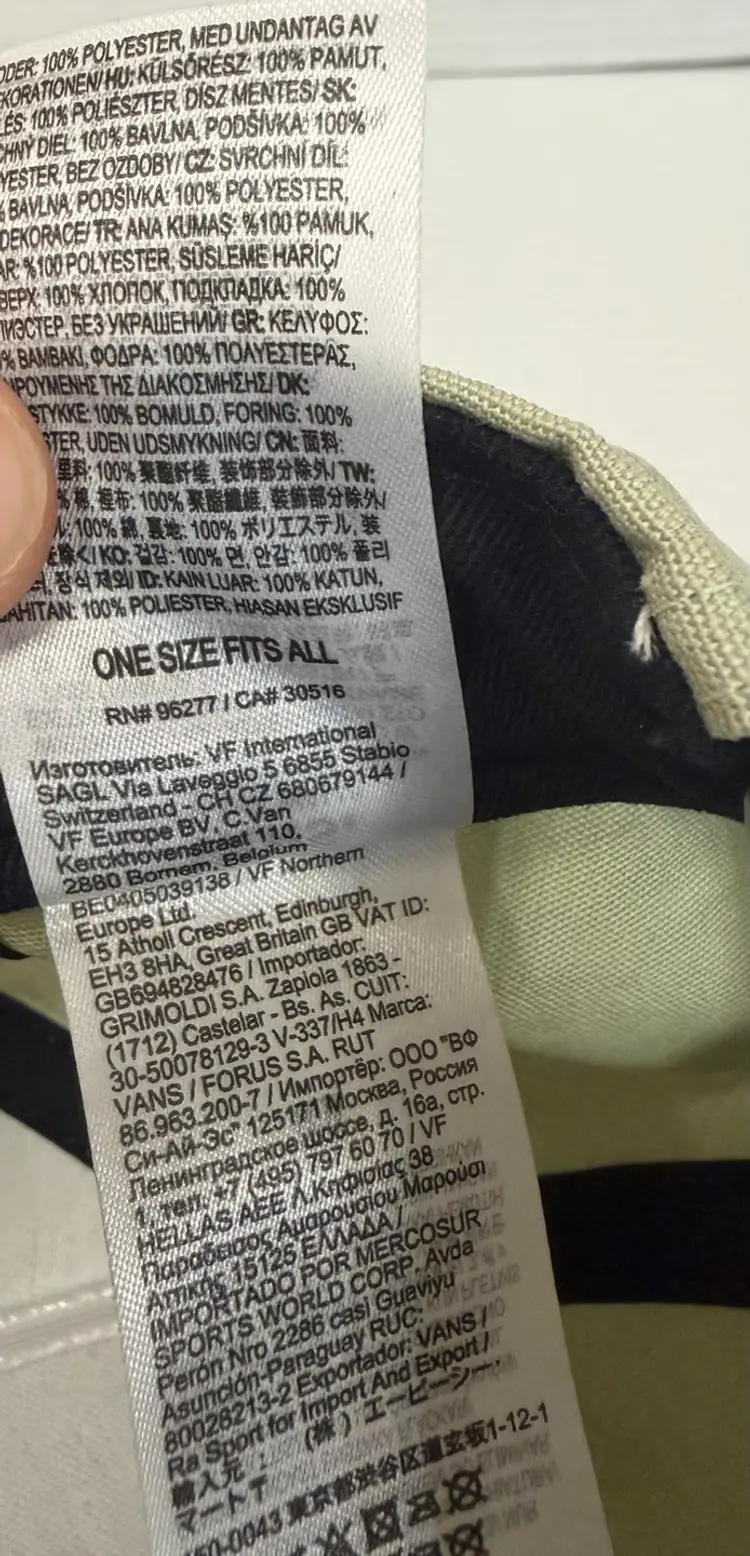 ODER: 100% POLYESTER, MED UNDANTAG AV
EKORATIONEN/ HU: KÜLSŐRÉSZ: 100% PAMUT,
LÉS: 100% POLIÉSZTER, DÍSZ MENTES/ SK:
CHNÝ DIEL: 100% BAVLNA, PODŠÍVKA: 100%
YESTER, BEZ OZDOBY/ CZ: SVRCHNÍ DÍL:
% BAVLNA, PODŠÍVKA: 100% POLYESTER,
DEKORACE/ TR: ANA KUMAŞ: %100 PAMUK,
AR: %100 POLYESTER, SÜSLEME HARİÇ/
ВЕРХ: 100% ХЛОПОК, ПОДКЛАДКА: 100%
ЛИЭСТЕР, БЕЗ УКРАШЕНИЙ/ GR: ΚΕΛΥΦΟΣ:
% ΒΑΜΒΑΚΙ, ΦΟΔΡΑ: 100% ΠΟΛΥΕΣΤΕΡΑΣ,
ΙΡΟΥΜΕΝΗΣ ΤΗΣ ΔΙΑΚΟΣΜΗΣΗΣ/ DK:
STYKKE: 100% BOMULD, FORING: 100%
STER, UDEN UDSMYKNING/ CN: 面料:
里料: 100% 聚酯纤维, 装饰部分除外/ TW:
% 棉, 裡布: 100% 聚酯纖維, 裝飾部分除外/
ル: 100% 綿, 裏地: 100% ポリエステル, 装
を除く/ KO: 겉감: 100% 면, 안감: 100% 폴리
장식 제외/ ID: KAIN LUAR: 100% KATUN,
AHITAN: 100% POLIESTER, HIASAN EKSKLUSIF
ONE SIZE FITS ALL
RN# 96277 / CA# 30516
Изготовитель: VF International
SAGL Via Laveggio 5 6855 Stabio
Switzerland - CH CZ 680679144 /
VF Europe BV, C.Van
Kerckhovenstraat 110,
2880 Bornem, Belgium
BE0405039138 / VF Northern
Europe Ltd.
15 Atholl Crescent, Edinburgh,
EH3 8HA, Great Britain GB VAT ID:
GB694828476 / Importador:
GRIMOLDI S.A. Zapiola 1863 -
(1712) Castelar - Bs. As. CUIT:
30-50078129-3 V-337/H4 Marca:
VANS / FORUS S.A. RUT
86.963.200-7 / Импортёр: ООО "ВФ
Си-Ай-Эс" 125171 Москва, Россия
Ленинградское шоссе, д. 16а, стр.
1, тел: +7 (495) 797 60 70 / VF
HELLAS AEE Λ.Κηφισίας 38
Παράδεισος Αμαρουσίου Μαρούσι
Αττικής 15125 ΕΛΛΑΔΑ /
IMPORTADO POR MERCOSUR
SPORTS WORLD CORP. Avda
Perón Nro 2286 casi Guaviyu
Asunción-Paraguay RUC:
80028213-2 Exportador: VANS /
Ra Sport for Import And Export /
輸入元: (株) エービーシー・
マート 〒
150-0043 東京都渋谷区道玄坂1-12-1